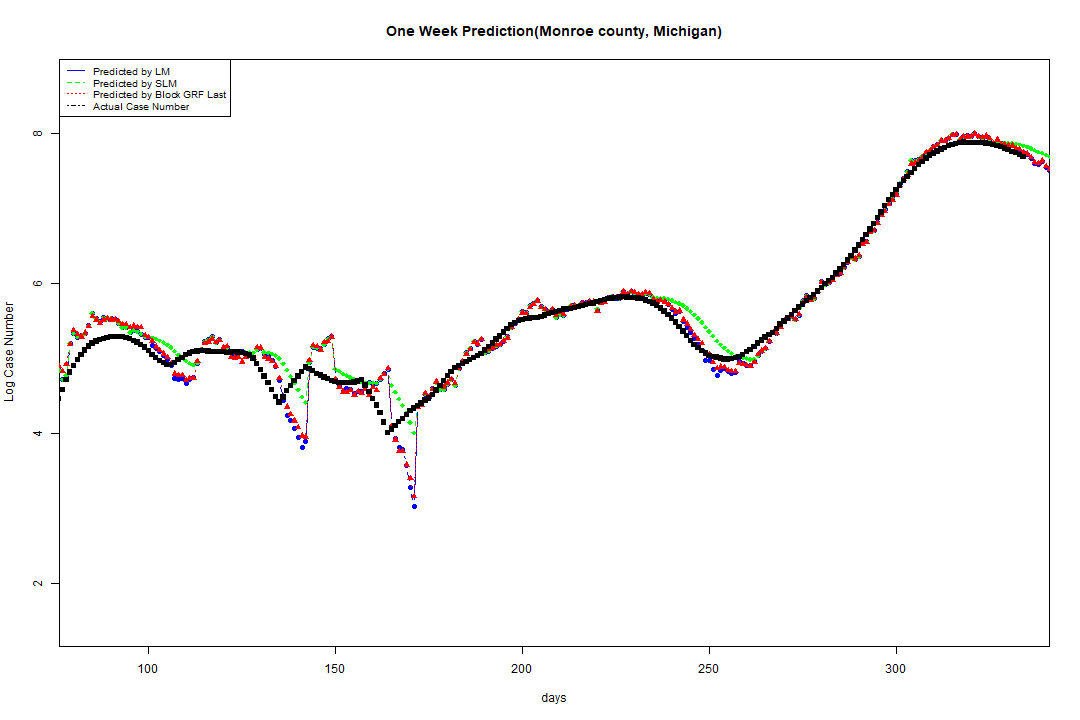 One Week Prediction(Monroe county, Michigan)
Predicted by LM
Predicted by SLM
Predicted by Block GRF Last
Actual Case Number
8
6
4
2
Log Case Number
100 150 200 250 300
days